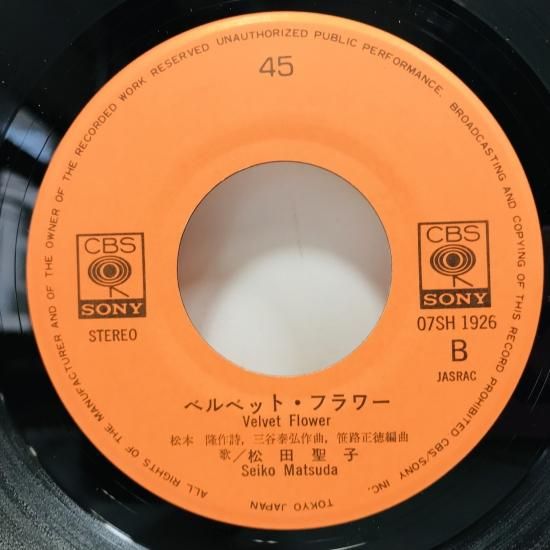 ALL RIGHTS OF THE MANUFACTURER AND OF THE OWNER OF THE RECORDED WORK RESERVED UNAUTHORIZED PUBLIC PERFORMANCE. BROADCASTING AND COPYING OF THIS RECORD PROHIBITED CBS/SONY INC. TOKYO JAPAN
45
CBS
SONY
STEREO
CBS
SONY
07SH 1926
B
JASRAC
ベルベット・フラワー
Velvet Flower
松本 隆作詩, 三谷泰弘作曲, 笹路正徳編曲
歌/松田聖子
Seiko Matsuda